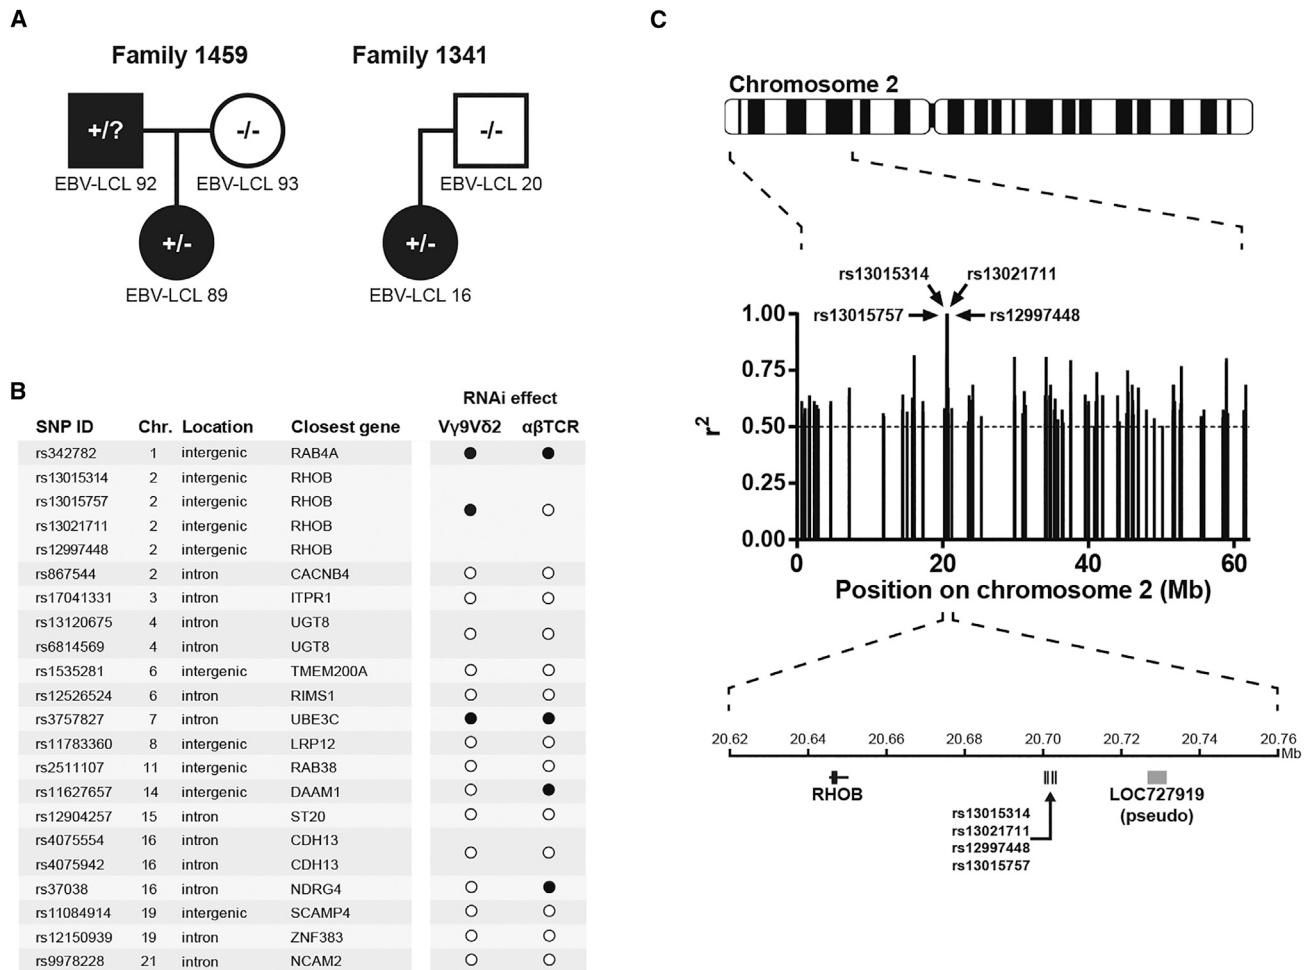 A
Family 1459
Family 1341
+/?
-/-
-/-
EBV-LCL 92
EBV-LCL 93
EBV-LCL 20
+/-
+/-
EBV-LCL 89
EBV-LCL 16
B
RNAi effect
SNP ID Chr. Location Closest gene Vγ9Vδ2 αβTCR
rs342782 1 intergenic RAB4A
rs13015314 2 intergenic RHOB
rs13015757 2 intergenic RHOB
rs13021711 2 intergenic RHOB
rs12997448 2 intergenic RHOB
rs867544 2 intron CACNB4
rs17041331 3 intron ITPR1
rs13120675 4 intron UGT8
rs6814569 4 intron UGT8
rs1535281 6 intergenic TMEM200A
rs12526524 6 intron RIMS1
rs3757827 7 intron UBE3C
rs11783360 8 intergenic LRP12
rs2511107 11 intergenic RAB38
rs11627657 14 intergenic DAAM1
rs12904257 15 intron ST20
rs4075554 16 intron CDH13
rs4075942 16 intron CDH13
rs37038 16 intron NDRG4
rs11084914 19 intergenic SCAMP4
rs12150939 19 intron ZNF383
rs9978228 21 intron NCAM2
C
Chromosome 2
rs13015314 rs13021711
rs13015757 rs12997448
1.00
0.75
0.50
0.25
0.00
r²
0 20 40 60
Position on chromosome 2 (Mb)
20.62 20.64 20.66 20.68 20.70 20.72 20.74 20.76
Mb
RHOB
LOC727919
(pseudo)
rs13015314
rs13021711
rs12997448
rs13015757